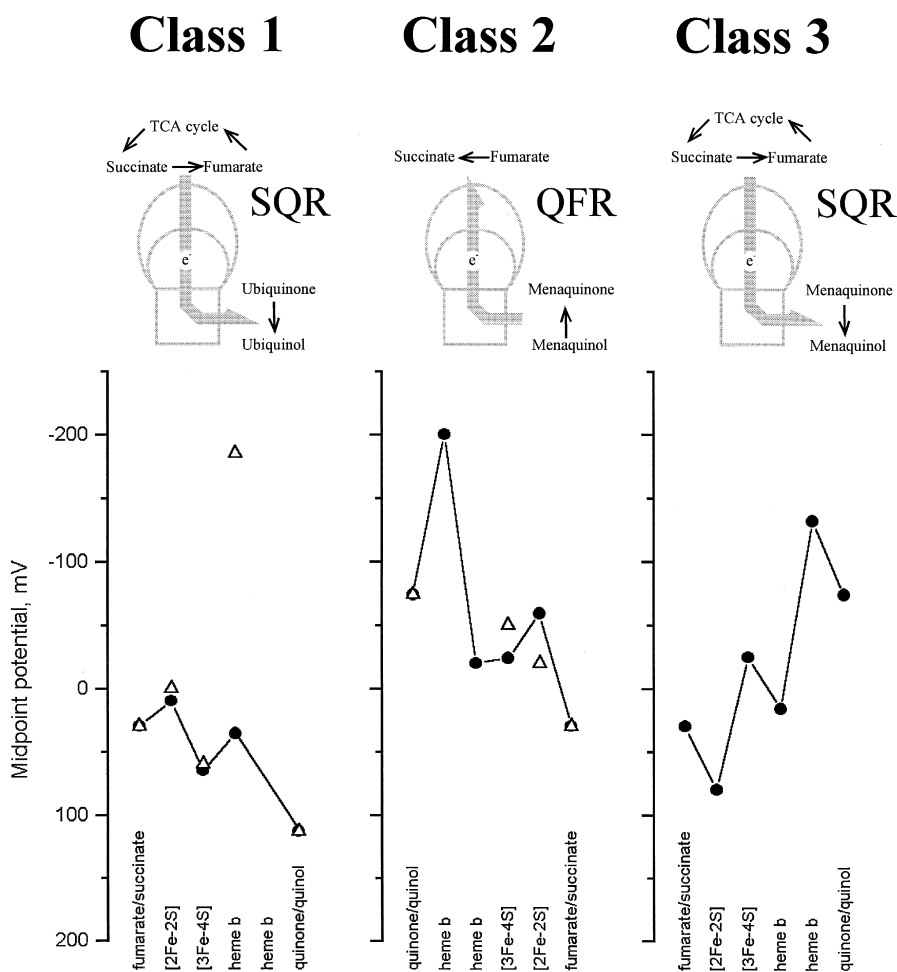 Class 1
Class 2
Class 3
TCA cycle
Succinate Fumarate
SQR
e-
Ubiquinone
Ubiquinol
Succinate Fumarate
QFR
e-
Menaquinone
Menaquinol
TCA cycle
Succinate Fumarate
SQR
e-
Menaquinone
Menaquinol
Midpoint potential, mV
-200
-100
0
100
200
fumarate/succinate
[2Fe-2S]
[3Fe-4S]
heme b
heme b
quinone/quinol
quinone/quinol
heme b
heme b
[3Fe-4S]
[2Fe-2S]
fumarate/succinate
fumarate/succinate
[2Fe-2S]
[3Fe-4S]
heme b
heme b
quinone/quinol